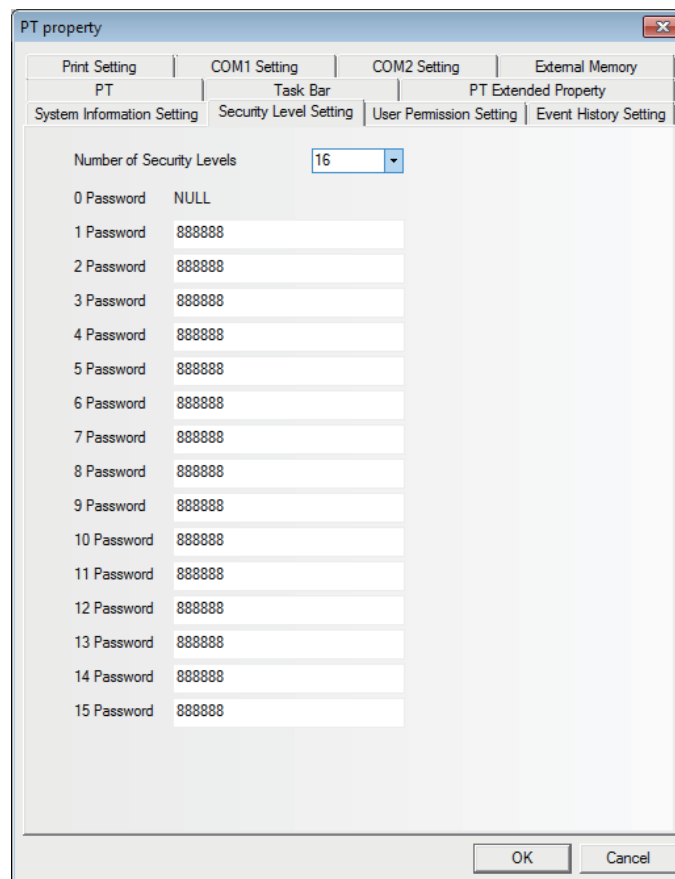 PT property
Print Setting COM1 Setting COM2 Setting External Memory
PT Task Bar PT Extended Property
System Information Setting Security Level Setting User Permission Setting Event History Setting
Number of Security Levels 16
0 Password NULL
1 Password 888888
2 Password 888888
3 Password 888888
4 Password 888888
5 Password 888888
6 Password 888888
7 Password 888888
8 Password 888888
9 Password 888888
10 Password 888888
11 Password 888888
12 Password 888888
13 Password 888888
14 Password 888888
15 Password 888888
OK Cancel